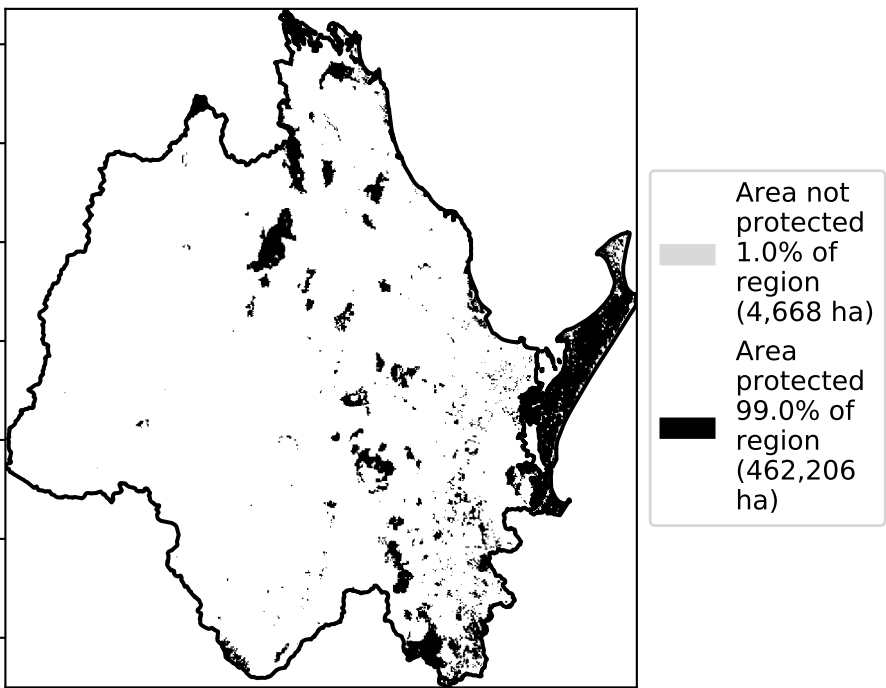 Area not
protected
1.0% of
region
(4,668 ha)
Area
protected
99.0% of
region
(462,206
ha)